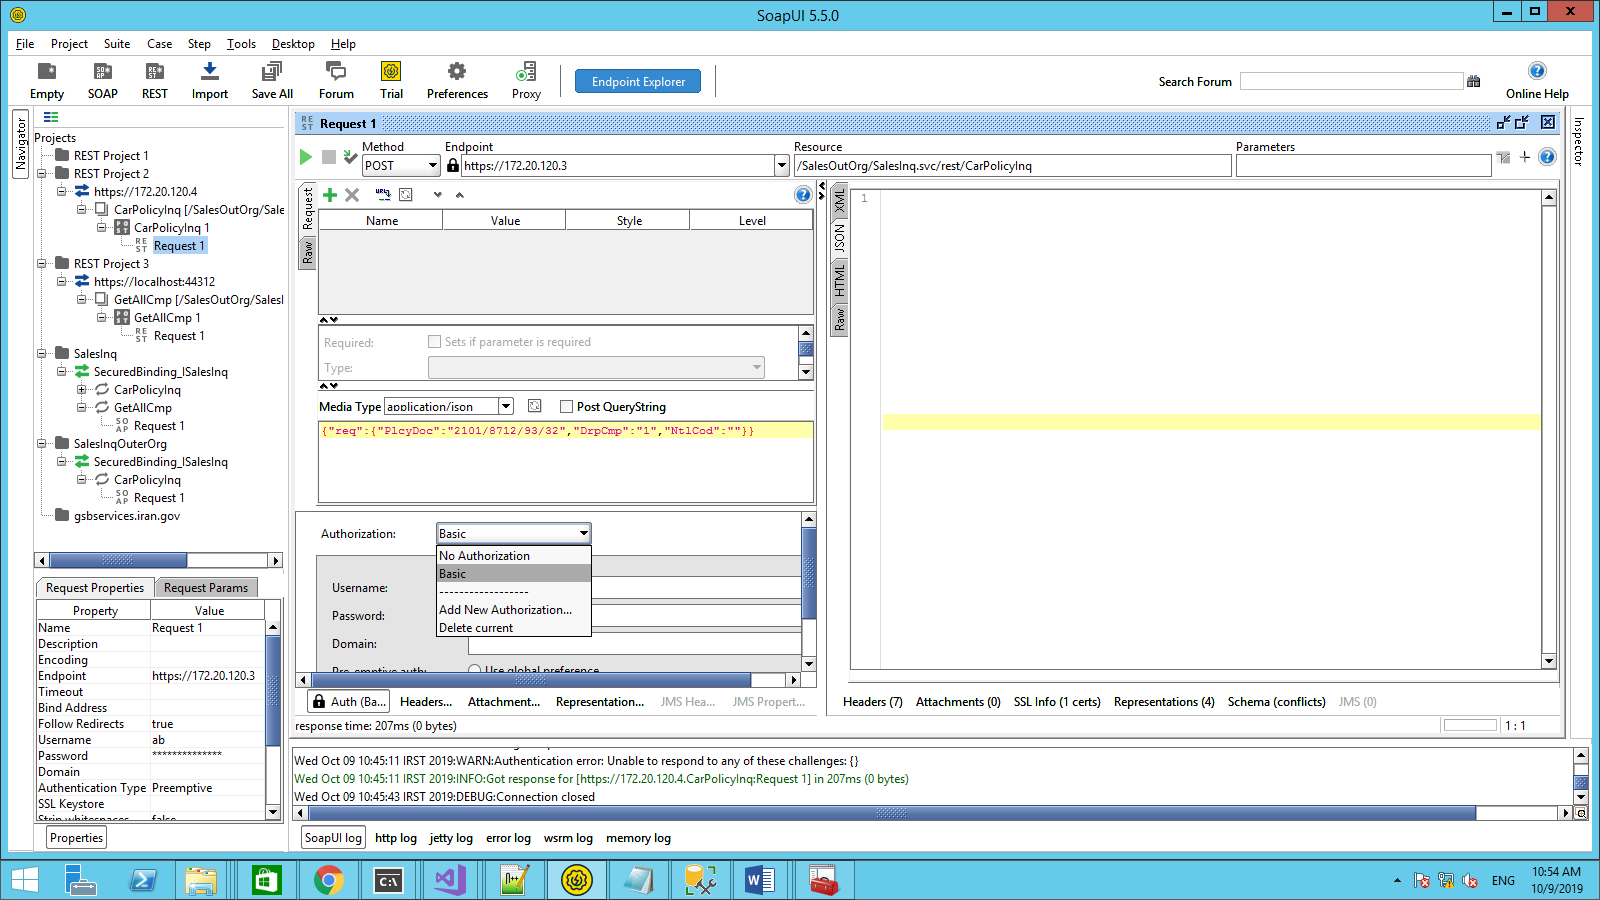 SoapUI 5.5.0
File Project Suite Case Step Tools Desktop Help
Empty SOAP REST Import Save All Forum Trial Preferences Proxy Endpoint Explorer Search Forum Online Help
Navigator
Projects
REST Project 1
REST Project 2
https://172.20.120.4
CarPolicyInq [/SalesOutOrg/Sale
CarPolicyInq 1
Request 1
REST Project 3
https://localhost:44312
GetAllCmp [/SalesOutOrg/SalesI
GetAllCmp 1
Request 1
SalesInq
SecuredBinding_ISalesInq
CarPolicyInq
GetAllCmp
Request 1
SalesInqOuterOrg
SecuredBinding_ISalesInq
CarPolicyInq
Request 1
gsbservices.iran.gov
Request Properties Request Params
Property Value
Name Request 1
Description
Encoding
Endpoint https://172.20.120.3
Timeout
Bind Address
Follow Redirects true
Username ab
Password **************
Domain
Authentication Type Preemptive
SSL Keystore
Strip whitespaces false
Properties
Request 1
Method Endpoint Resource Parameters
POST https://172.20.120.3 /SalesOutOrg/SalesInq.svc/rest/CarPolicyInq
Request
Raw
Name Value Style Level
Required: Sets if parameter is required
Type:
Media Type application/json Post QueryString
{"req":{"PlcyDoc":"2101/8712/93/32","DrpCmp":"1","NtlCod":""}}
Authorization: Basic
No Authorization
Basic
------------------
Add New Authorization...
Delete current
Username:
Password:
Domain:
Pre-emptive auth: Use global preference
Auth (Ba... Headers... Attachment... Representation... JMS Hea... JMS Propert...
response time: 207ms (0 bytes)
XML
JSON
HTML
Raw
1
Headers (7) Attachments (0) SSL Info (1 certs) Representations (4) Schema (conflicts) JMS (0)
1 : 1
Inspector
Wed Oct 09 10:45:11 IRST 2019:WARN:Authentication error: Unable to respond to any of these challenges: {}
Wed Oct 09 10:45:11 IRST 2019:INFO:Got response for [https://172.20.120.4.CarPolicyInq:Request 1] in 207ms (0 bytes)
Wed Oct 09 10:45:43 IRST 2019:DEBUG:Connection closed
SoapUI log http log jetty log error log wsrm log memory log
ENG
10:54 AM
10/9/2019